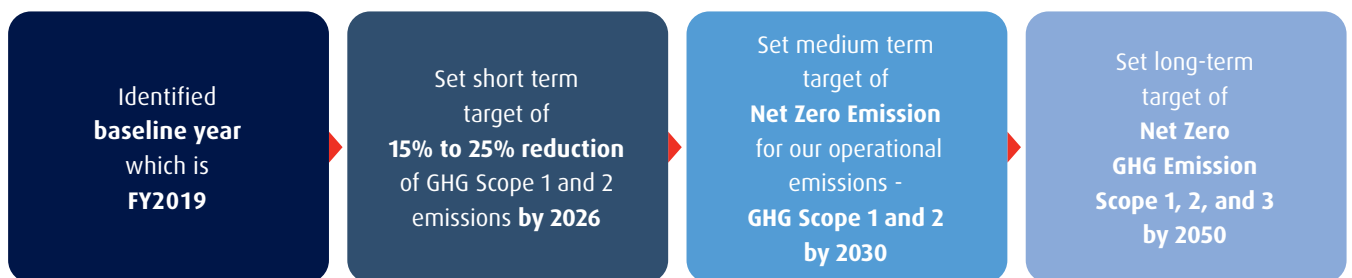 Identified
baseline year
which is
FY2019
Set short term
target of
15% to 25% reduction
of GHG Scope 1 and 2
emissions by 2026
Set medium term
target of
Net Zero Emission
for our operational
emissions -
GHG Scope 1 and 2
by 2030
Set long-term
target of
Net Zero
GHG Emission
Scope 1, 2, and 3
by 2050